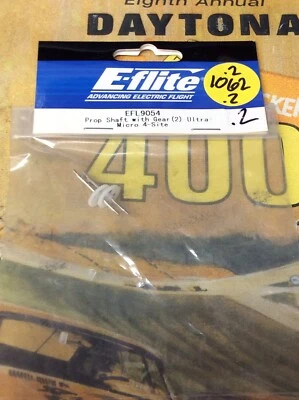 Eighth Annual
DAYTONA
E-flite
ADVANCING ELECTRIC FLIGHT
.2
1062
.2
EFL9054
Prop Shaft with Gear(2) Ultra
Micro 4-Site
.2
400